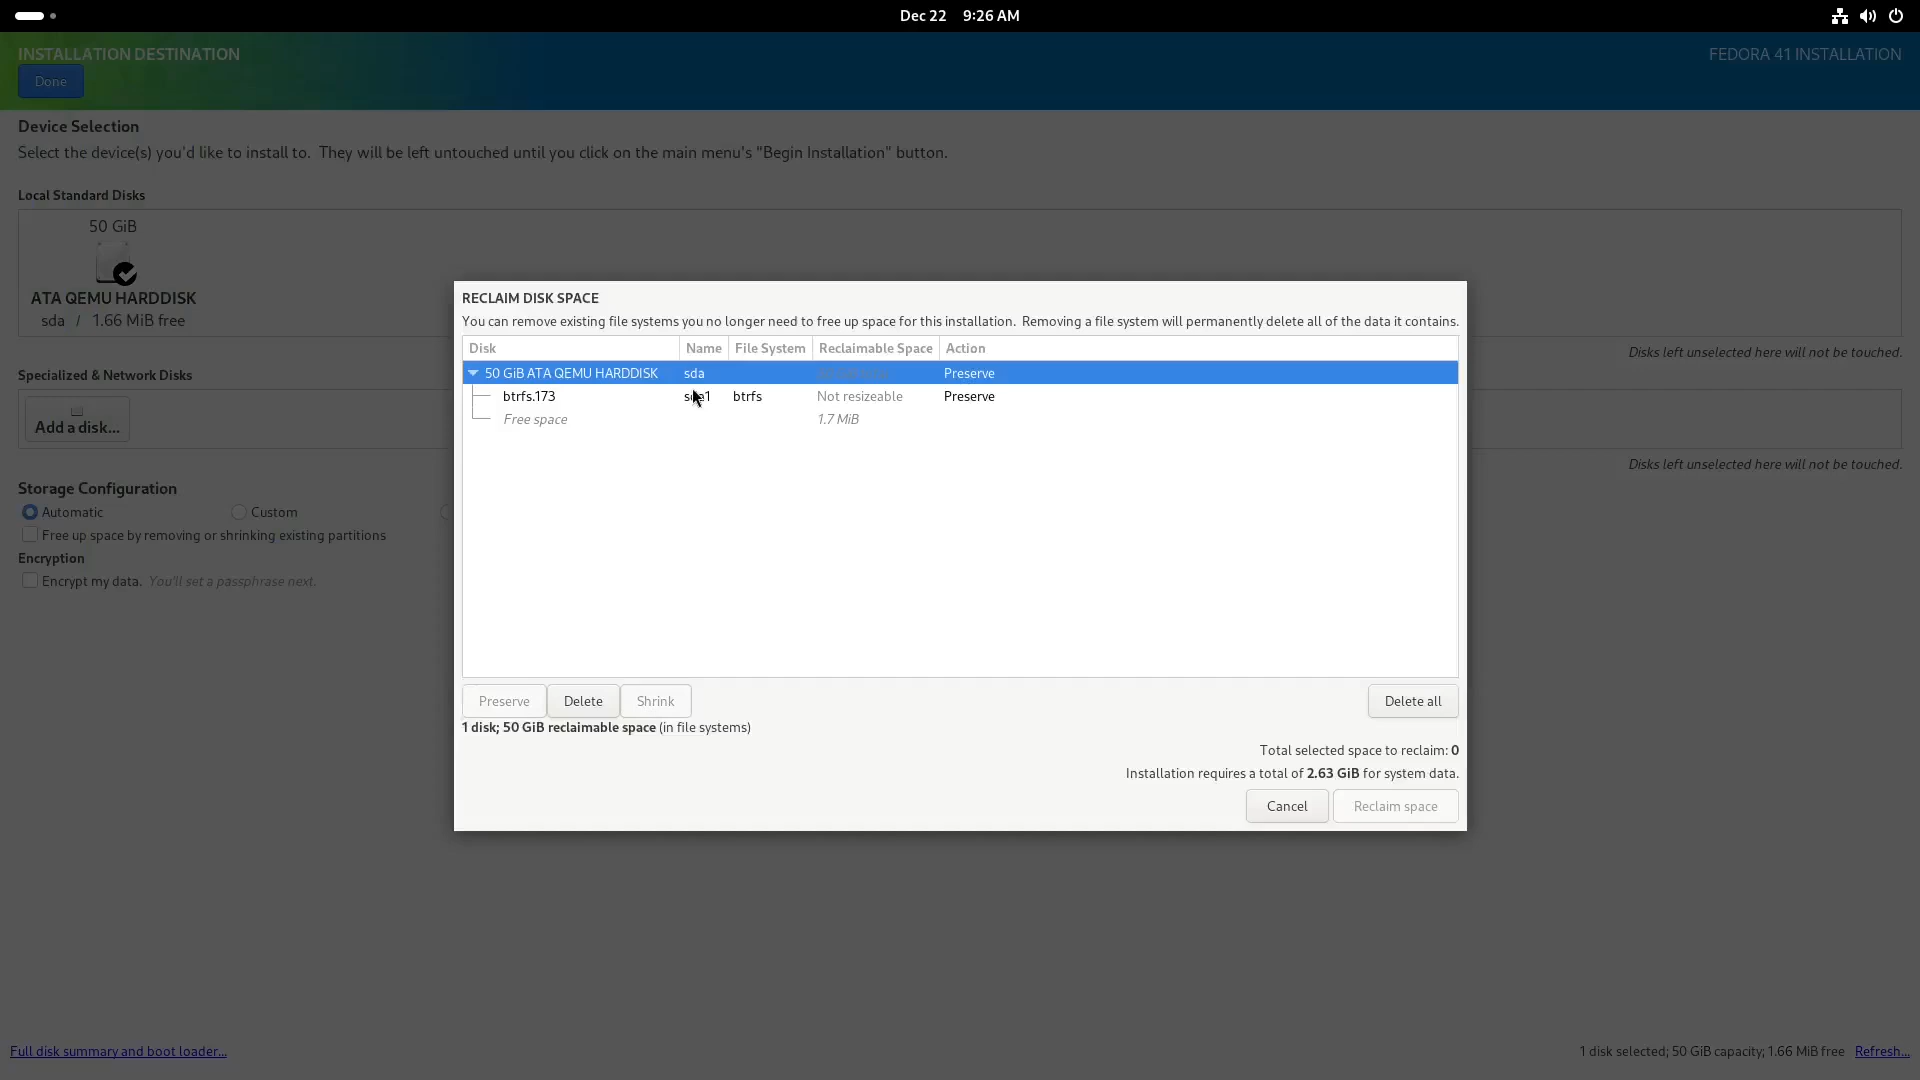 Dec 22 9:26 AM
INSTALLATION DESTINATION
FEDORA 41 INSTALLATION
Done
Device Selection
Select the device(s) you'd like to install to. They will be left untouched until you click on the main menu's "Begin Installation" button.
Local Standard Disks
50 GiB
ATA QEMU HARDDISK
sda / 1.66 MiB free
Disks left unselected here will not be touched.
Specialized & Network Disks
Add a disk...
Disks left unselected here will not be touched.
Storage Configuration
Automatic
Custom
Free up space by removing or shrinking existing partitions
Encryption
Encrypt my data. You'll set a passphrase next.
RECLAIM DISK SPACE
You can remove existing file systems you no longer need to free up space for this installation. Removing a file system will permanently delete all of the data it contains.
Disk Name File System Reclaimable Space Action
50 GiB ATA QEMU HARDDISK sda Preserve
btrfs.173 btrfs Not resizeable Preserve
Free space 1.7 MiB
Preserve Delete Shrink Delete all
1 disk; 50 GiB reclaimable space (in file systems)
Total selected space to reclaim: 0
Installation requires a total of 2.63 GiB for system data.
Cancel Reclaim space
Full disk summary and boot loader...
1 disk selected; 50 GiB capacity; 1.66 MiB free Refresh...